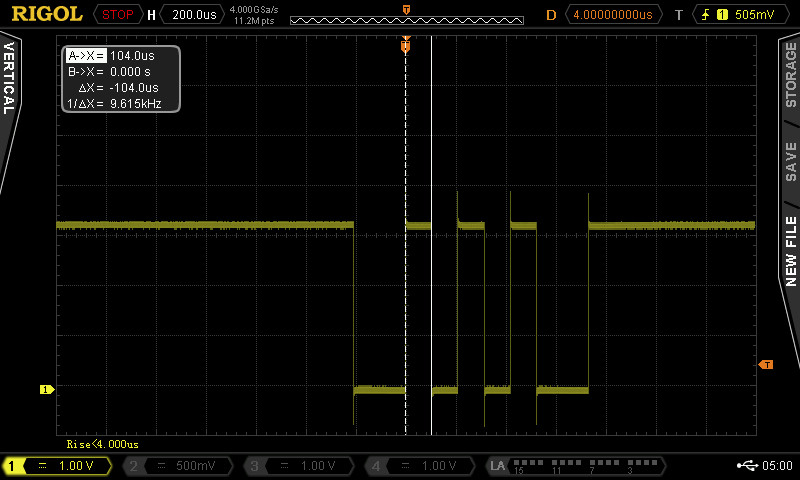 RIGOL STOP H 200.0us 4.000GSa/s 11.2M pts T D 4.00000000us T 1 505mV
VERTICAL
A->X = 104.0us
B->X = 0.000 s
ΔX = -104.0us
1/ΔX = 9.615kHz
STORAGE
SAVE
NEW FILE
T
T
1
Rise<4.000us
1 1.00 V 2 500mV 3 1.00 V 4 1.00 V LA 15 11 7 3 05:00